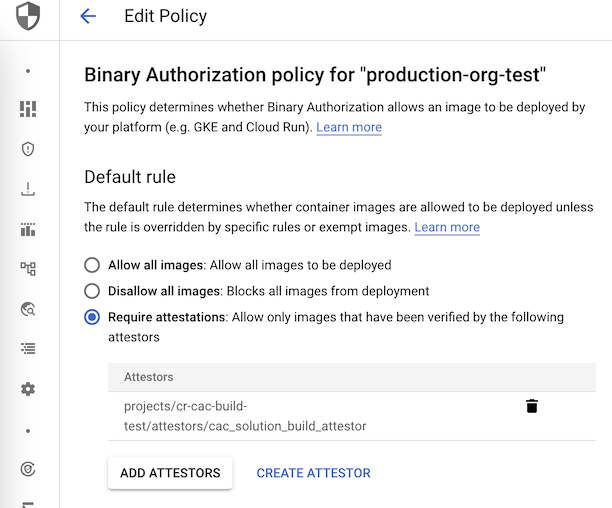 Edit Policy
Binary Authorization policy for "production-org-test"
This policy determines whether Binary Authorization allows an image to be deployed by
your platform (e.g. GKE and Cloud Run). Learn more
Default rule
The default rule determines whether container images are allowed to be deployed unless
the rule is overridden by specific rules or exempt images. Learn more
Allow all images: Allow all images to be deployed
Disallow all images: Blocks all images from deployment
Require attestations: Allow only images that have been verified by the following
attestors
Attestors
projects/cr-cac-build-
test/attestors/cac_solution_build_attestor
ADD ATTESTORS CREATE ATTESTOR